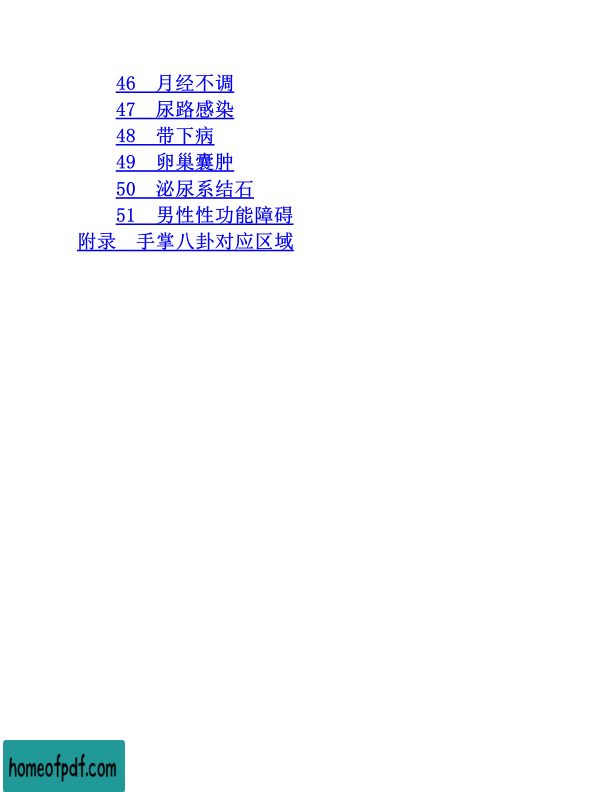 46　月经不调
47　尿路感染
48　带下病
49　卵巢囊肿
50　泌尿系结石
51　男性性功能障碍
附录　手掌八卦对应区域
homeofpdf.com